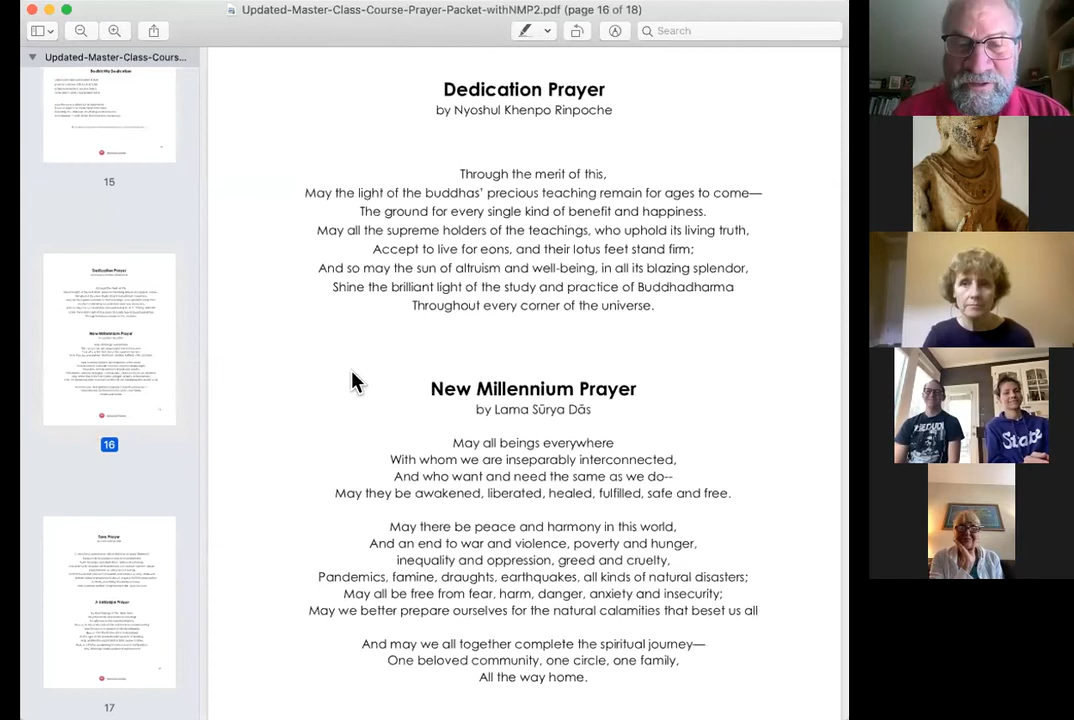 Updated-Master-Class-Course-Prayer-Packet-withNMP2.pdf (page 16 of 18)
Search
Updated-Master-Class-Cours...
15
Dedication Prayer
New Millennium Prayer
16
Tara Prayer
17
Dedication Prayer
by Nyoshul Khenpo Rinpoche
Through the merit of this,
May the light of the buddhas' precious teaching remain for ages to come—
The ground for every single kind of benefit and happiness.
May all the supreme holders of the teachings, who uphold its living truth,
Accept to live for eons, and their lotus feet stand firm;
And so may the sun of altruism and well-being, in all its blazing splendor,
Shine the brilliant light of the study and practice of Buddhadharma
Throughout every corner of the universe.
New Millennium Prayer
by Lama Sūrya Dās
May all beings everywhere
With whom we are inseparably interconnected,
And who want and need the same as we do--
May they be awakened, liberated, healed, fulfilled, safe and free.
May there be peace and harmony in this world,
And an end to war and violence, poverty and hunger,
inequality and oppression, greed and cruelty,
Pandemics, famine, draughts, earthquakes, all kinds of natural disasters;
May all be free from fear, harm, danger, anxiety and insecurity;
May we better prepare ourselves for the natural calamities that beset us all
And may we all together complete the spiritual journey—
One beloved community, one circle, one family,
All the way home.